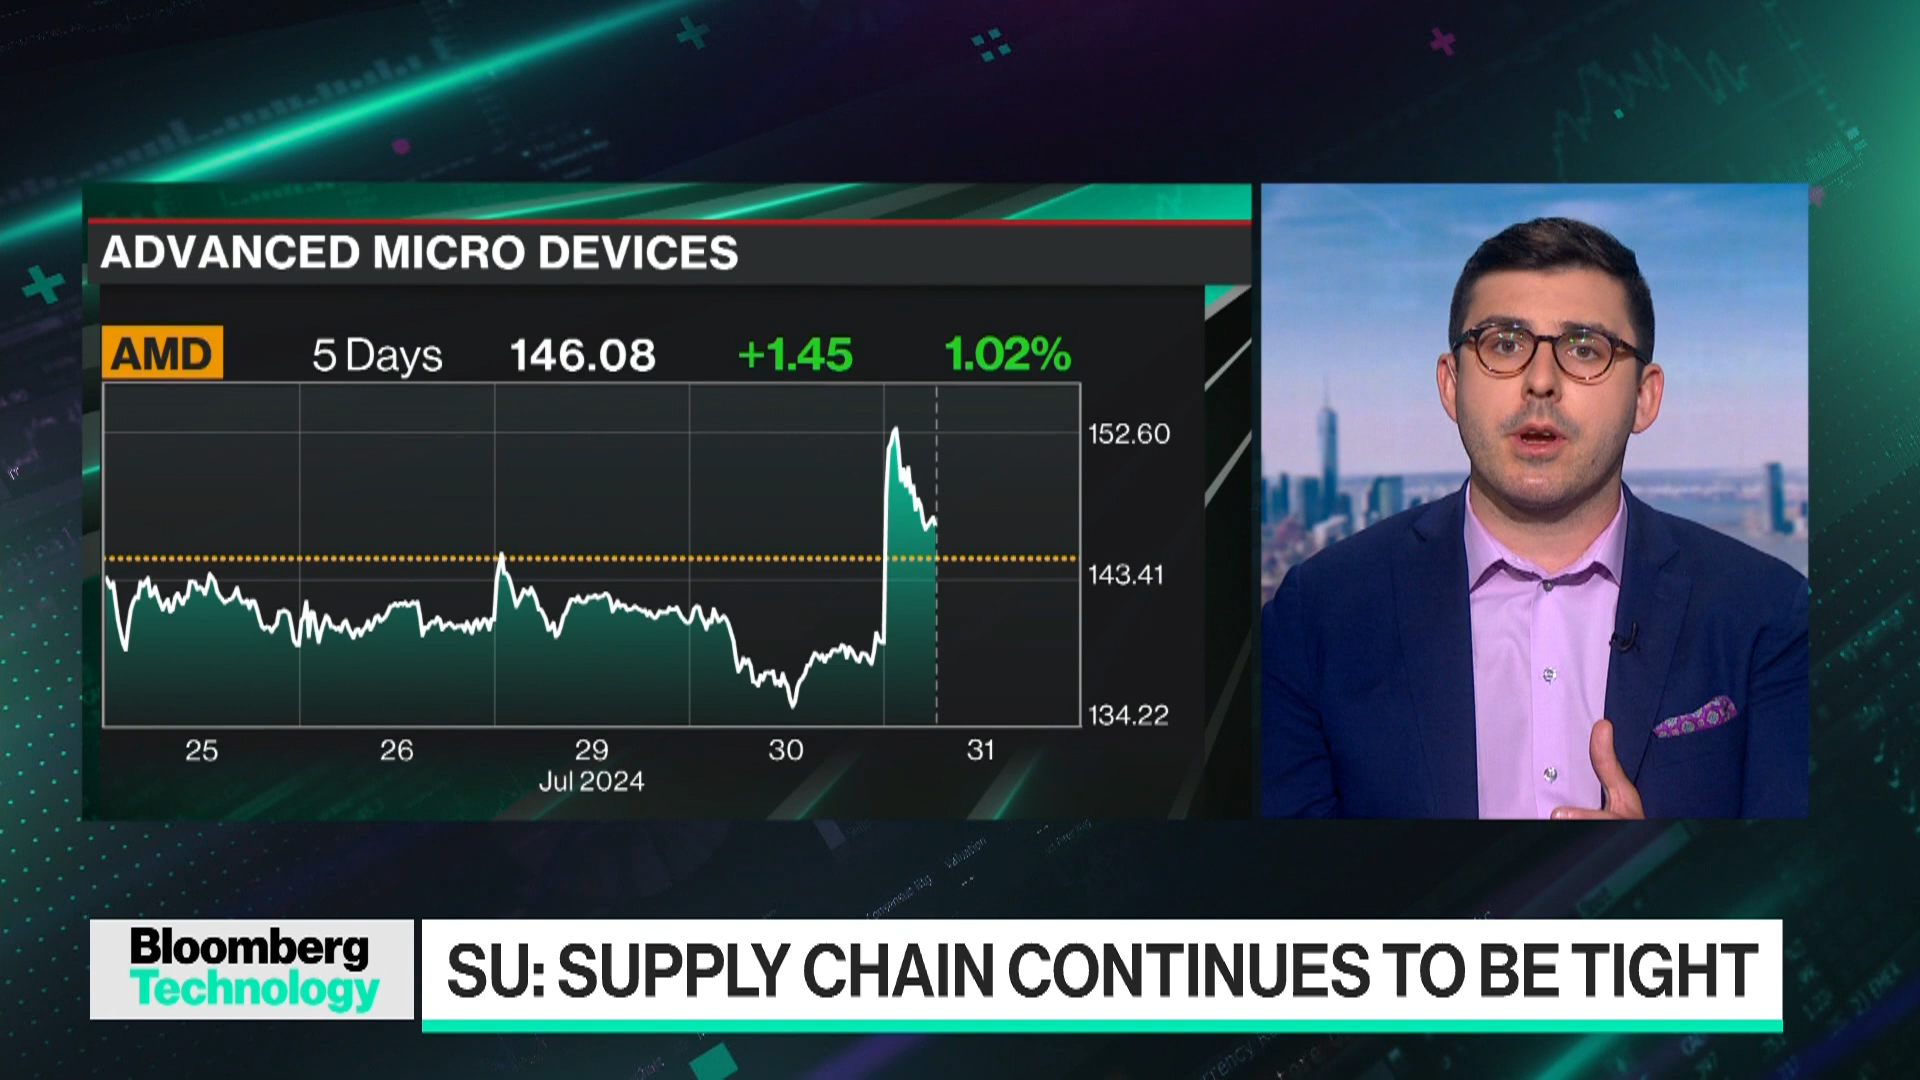 ADVANCED MICRO DEVICES
AMD 5 Days 146.08 +1.45 1.02%
152.60
143.41
134.22
25 26 29 30 31
Jul 2024
Valuation
Bloomberg
Technology
SU: SUPPLY CHAIN CONTINUES TO BE TIGHT